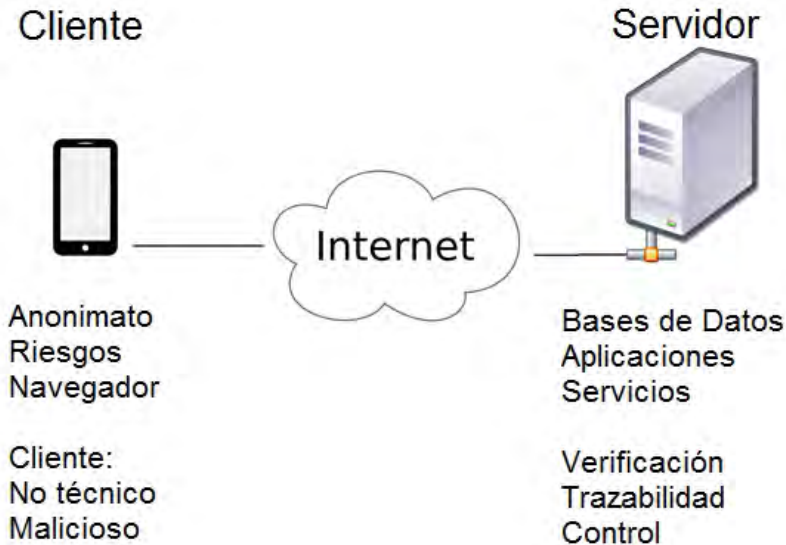 Cliente
Servidor
Internet
Anonimato
Riesgos
Navegador
Cliente:
No técnico
Malicioso
Bases de Datos
Aplicaciones
Servicios
Verificación
Trazabilidad
Control